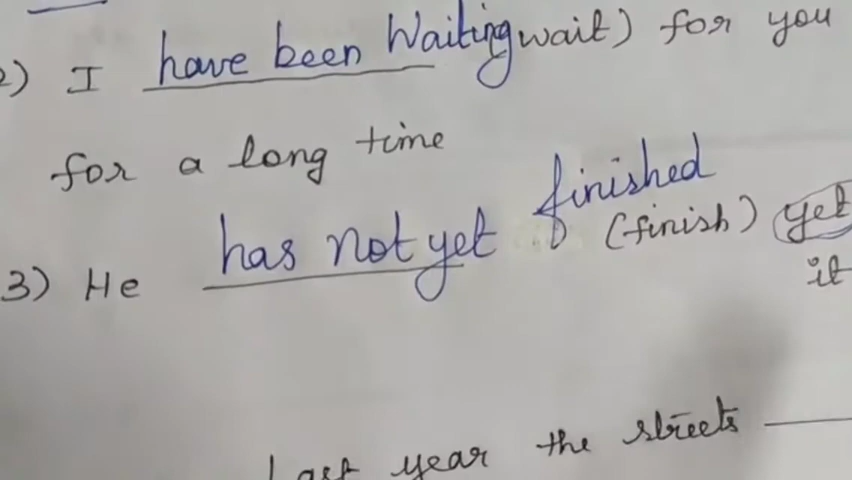 2) I have been Waiting wait) for you
for a long time
3) He has not yet finished (finish) yet
it
Last year the streets